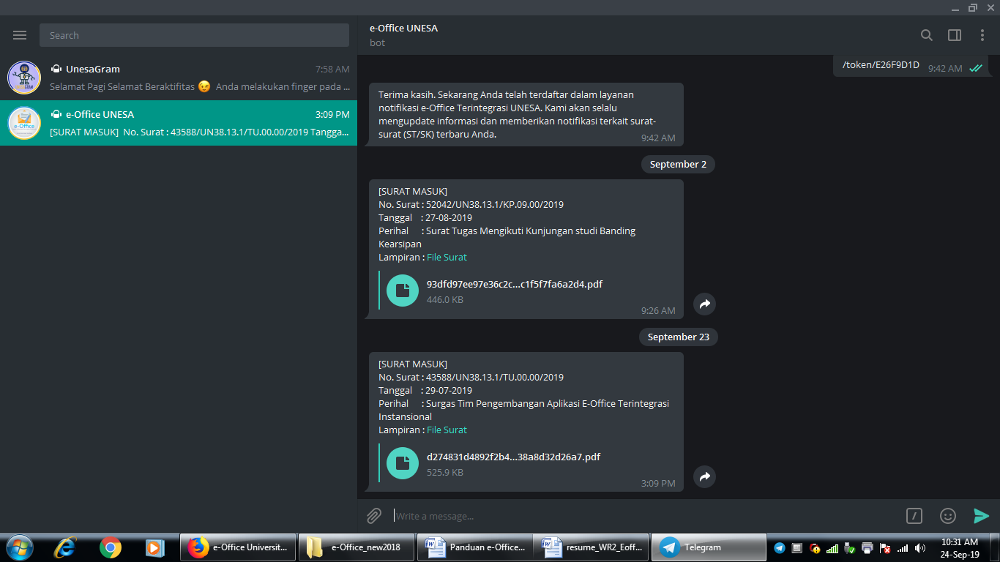 Search
UnesaGram
7:58 AM
Selamat Pagi Selamat Beraktifitas 😉 Anda melakukan finger pada ...
e-Office
e-Office UNESA
3:09 PM
[SURAT MASUK] No. Surat : 43588/UN38.13.1/TU.00.00/2019 Tangga...
e-Office UNESA
bot
/token/E26F9D1D 9:42 AM
Terima kasih. Sekarang Anda telah terdaftar dalam layanan
notifikasi e-Office Terintegrasi UNESA. Kami akan selalu
mengupdate informasi dan memberikan notifikasi terkait surat-
surat (ST/SK) terbaru Anda.
9:42 AM
September 2
[SURAT MASUK]
No. Surat : 52042/UN38.13.1/KP.09.00/2019
Tanggal : 27-08-2019
Perihal : Surat Tugas Mengikuti Kunjungan studi Banding
Kearsipan
Lampiran : File Surat
93dfd97ee97e36c2c...c1f5f7fa6a2d4.pdf
446.0 KB
9:26 AM
September 23
[SURAT MASUK]
No. Surat : 43588/UN38.13.1/TU.00.00/2019
Tanggal : 29-07-2019
Perihal : Surgas Tim Pengembangan Aplikasi E-Office Terintegrasi
Instansional
Lampiran : File Surat
d274831d4892f2b4...38a8d32d26a7.pdf
525.9 KB
3:09 PM
Write a message...
e-Office Universit...
e-Office_new2018
Panduan e-Office...
resume_WR2_Eoff...
Telegram
10:31 AM
24-Sep-19